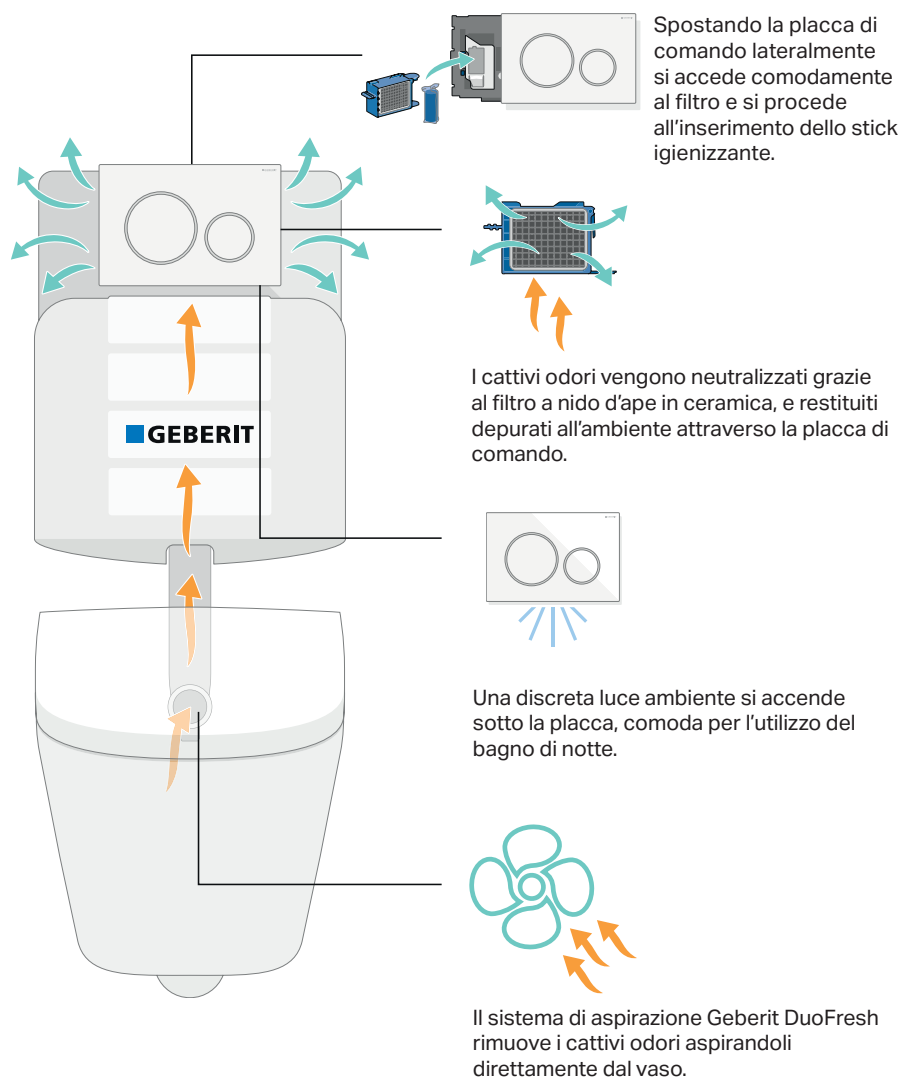 Spostando la placca di
comando lateralmente
si accede comodamente
al filtro e si procede
all'inserimento dello stick
igienizzante.
I cattivi odori vengono neutralizzati grazie
al filtro a nido d'ape in ceramica, e restituiti
depurati all'ambiente attraverso la placca di
comando.
GEBERIT
Una discreta luce ambiente si accende
sotto la placca, comoda per l'utilizzo del
bagno di notte.
Il sistema di aspirazione Geberit DuoFresh
rimuove i cattivi odori aspirandoli
direttamente dal vaso.